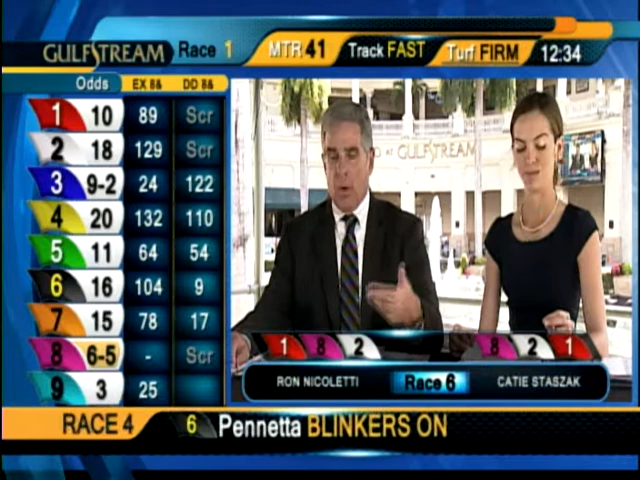 GULFSTREAM Race 1 MTR 41 Track FAST Turf FIRM 12:34
Odds EX 8& DD 8&
1 10 89 Scr
2 18 129 Scr
3 9-2 24 122
4 20 132 110
5 11 64 54
6 16 104 9
7 15 78 17
8 6-5 - Scr
9 3 25
AT GULFSTREAM
1 8 2 8 2 1
RON NICOLETTI Race 6 CATIE STASZAK
RACE 4 6 Pennetta BLINKERS ON